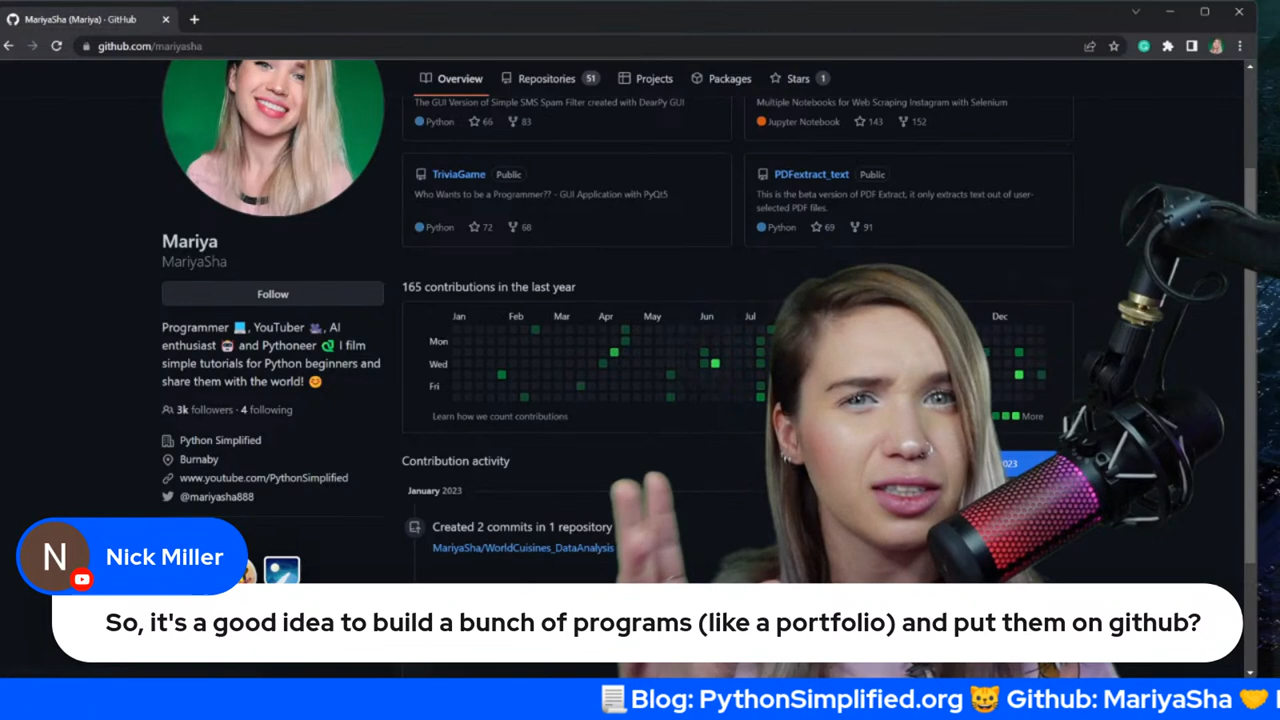 MariyaSha (Mariya) · GitHub
github.com/mariyasha
Overview
Repositories 51
Projects
Packages
Stars 1
The GUI Version of Simple SMS Spam Filter created with DearPy GUI
Python 66 83
Multiple Notebooks for Web Scraping Instagram with Selenium
Jupyter Notebook 143 152
TriviaGame Public
Who Wants to be a Programmer?? - GUI Application with PyQt5
Python 72 68
PDFextract_text Public
This is the beta version of PDF Extract, it only extracts text out of user-
selected PDF files.
Python 69 91
Mariya
MariyaSha
Follow
Programmer 💻, YouTuber 🎥, AI
enthusiast 🤖 and Pythoneer 🐍 I film
simple tutorials for Python beginners and
share them with the world! 😊
3k followers · 4 following
Python Simplified
Burnaby
www.youtube.com/PythonSimplified
@mariyasha888
165 contributions in the last year
Jan Feb Mar Apr May Jun Jul Dec
Mon
Wed
Fri
Learn how we count contributions
More
Contribution activity
2023
January 2023
Created 2 commits in 1 repository
MariyaSha/WorldCuisines_DataAnalysis
N
Nick Miller
So, it's a good idea to build a bunch of programs (like a portfolio) and put them on github?
📃 Blog: PythonSimplified.org 😺 Github: MariyaSha 🤝